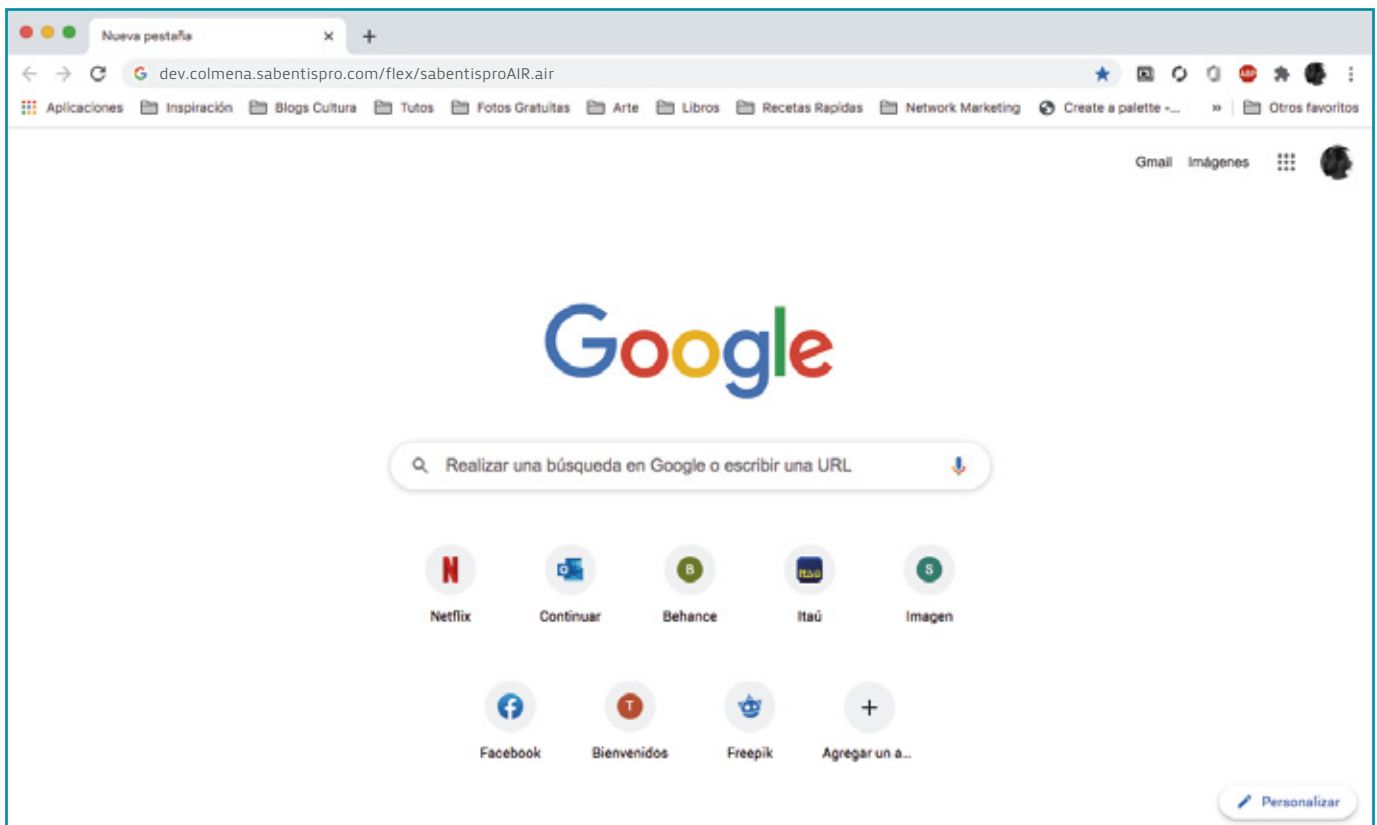 Nueva pestaña
dev.colmena.sabentispro.com/flex/sabentisproAIR.air
ABP
Aplicaciones Inspiración Blogs Cultura Tutos Fotos Gratuitas Arte Libros Recetas Rapidas Network Marketing Create a palette -... » Otros favoritos
Gmail Imágenes
Google
Realizar una búsqueda en Google o escribir una URL
N B Itaú S
Netflix Continuar Behance Itaú Imagen
T
Facebook Bienvenidos Freepik Agregar un a...
Personalizar